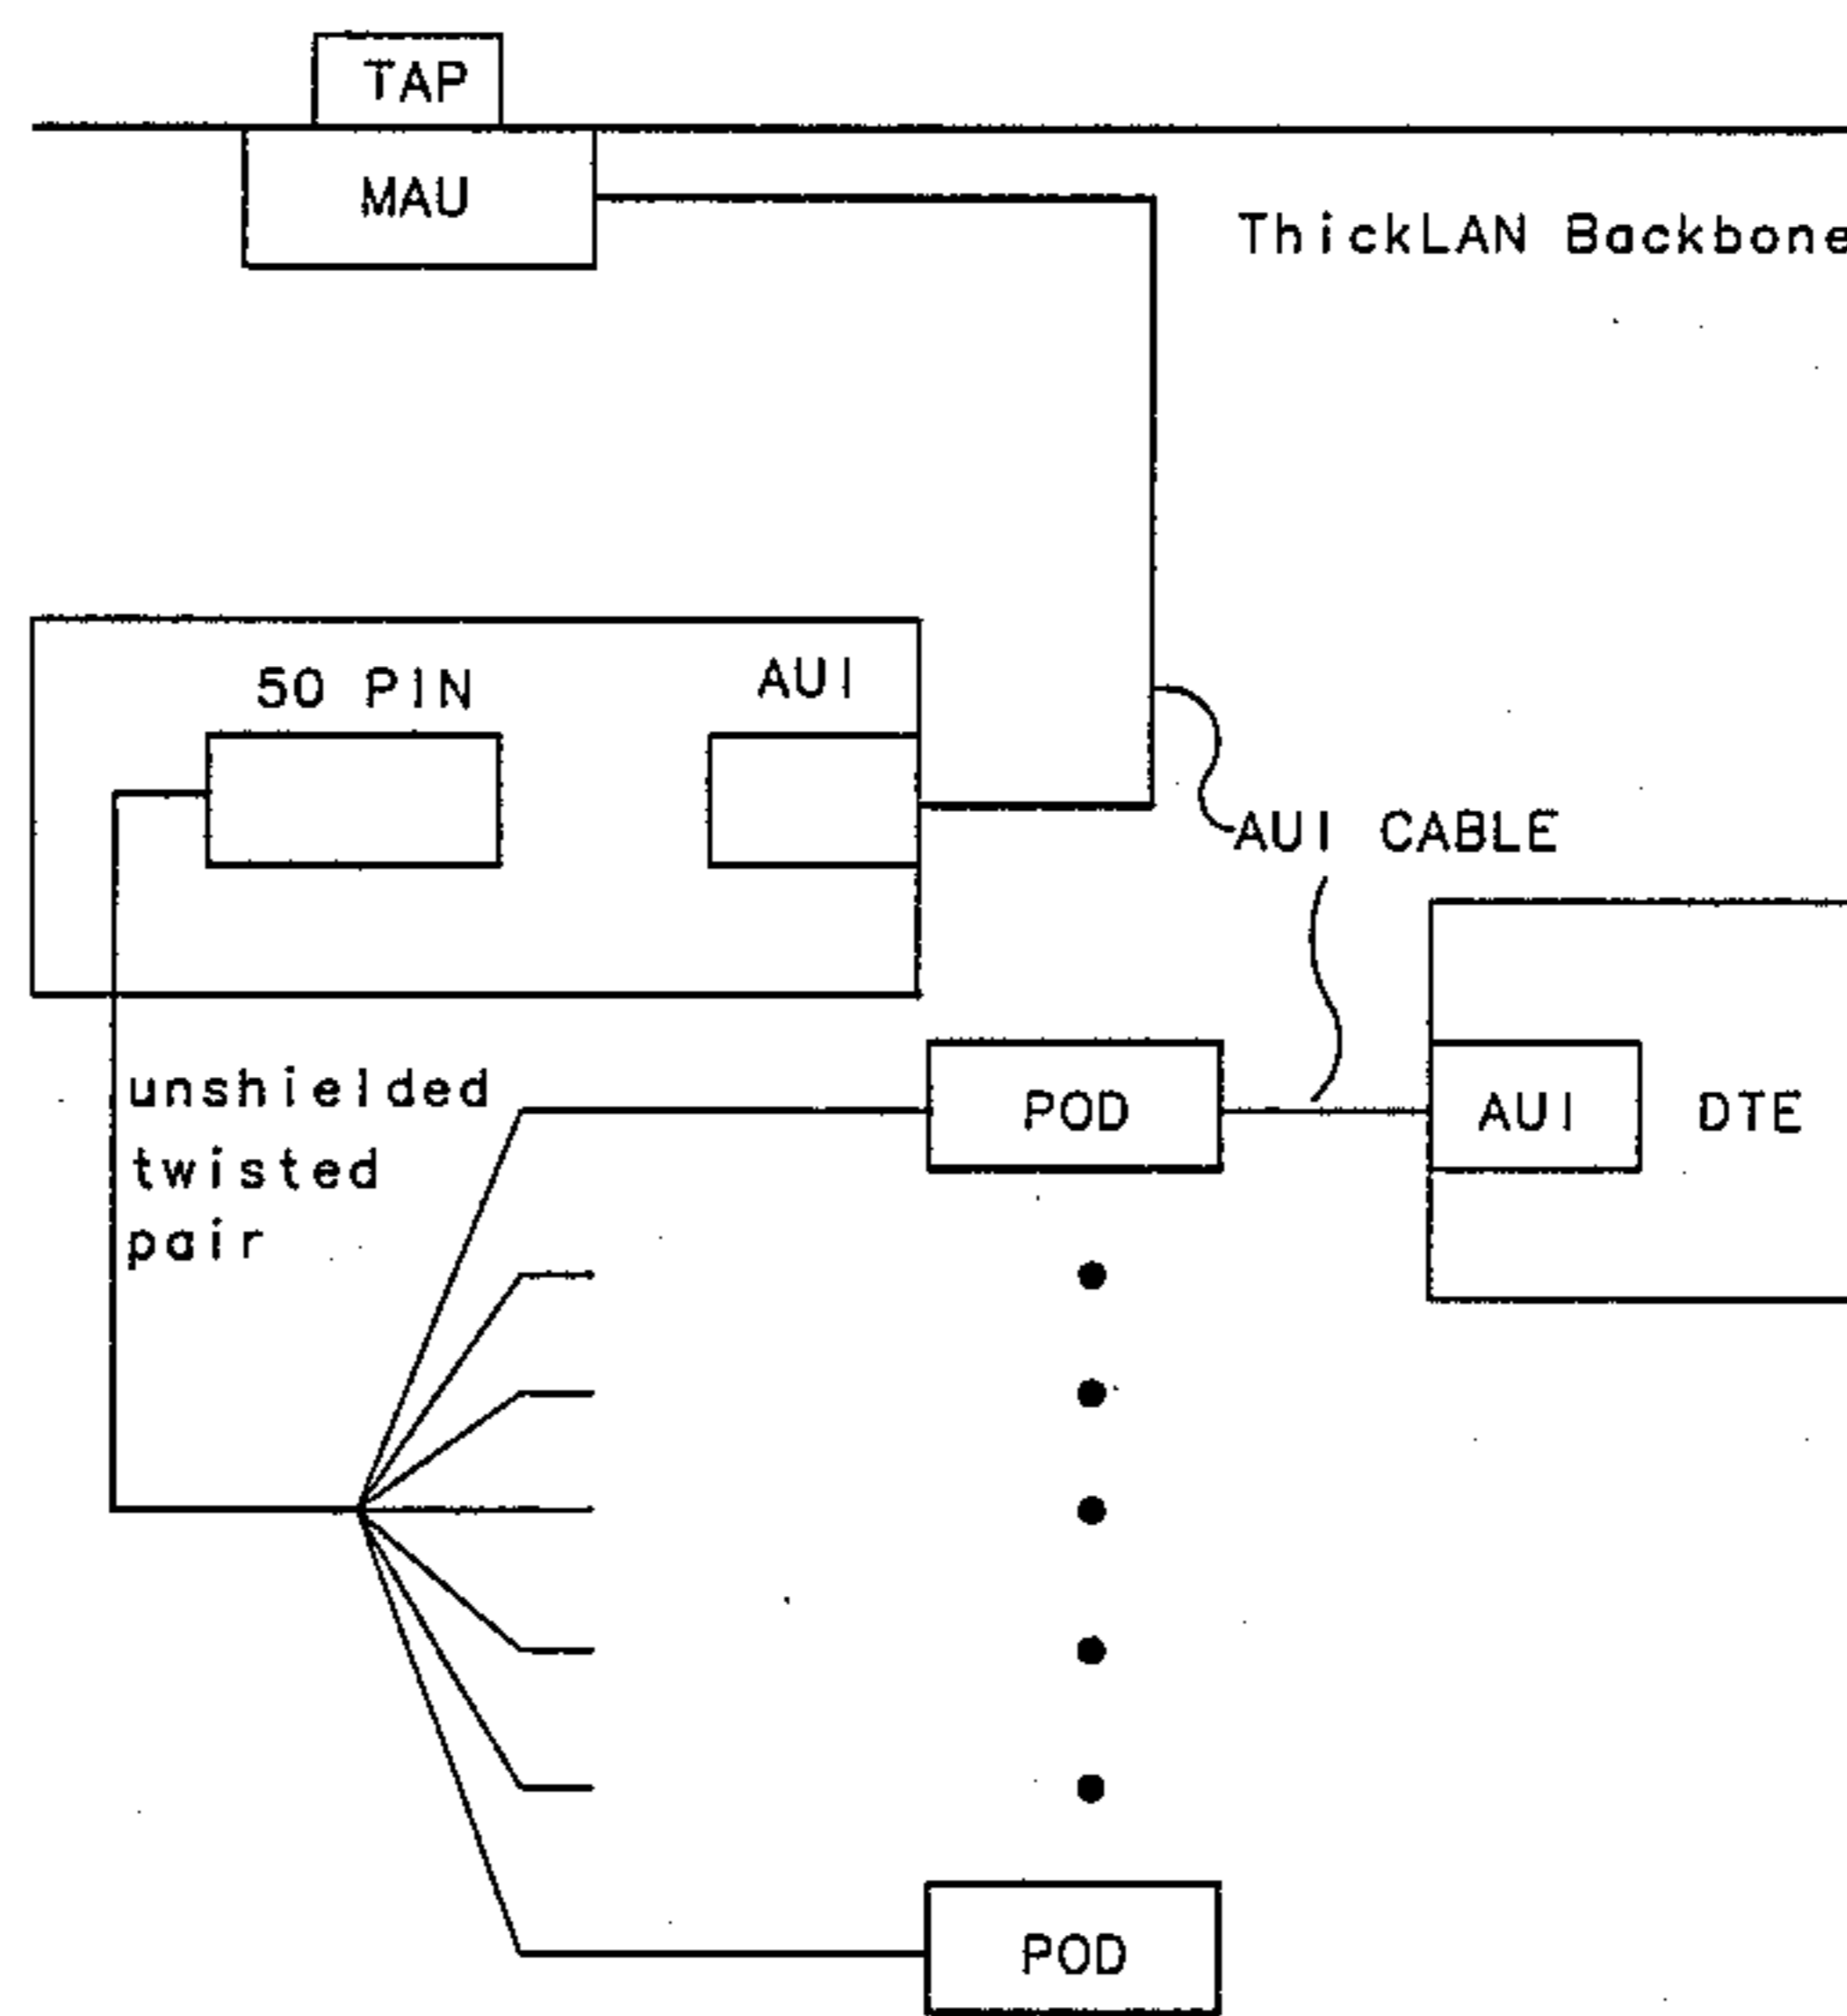 TAP
MAU
ThickLAN Backbone
50 PIN
AUI
AUI CABLE
unshielded
twisted
pair
POD
AUI
DTE
POD